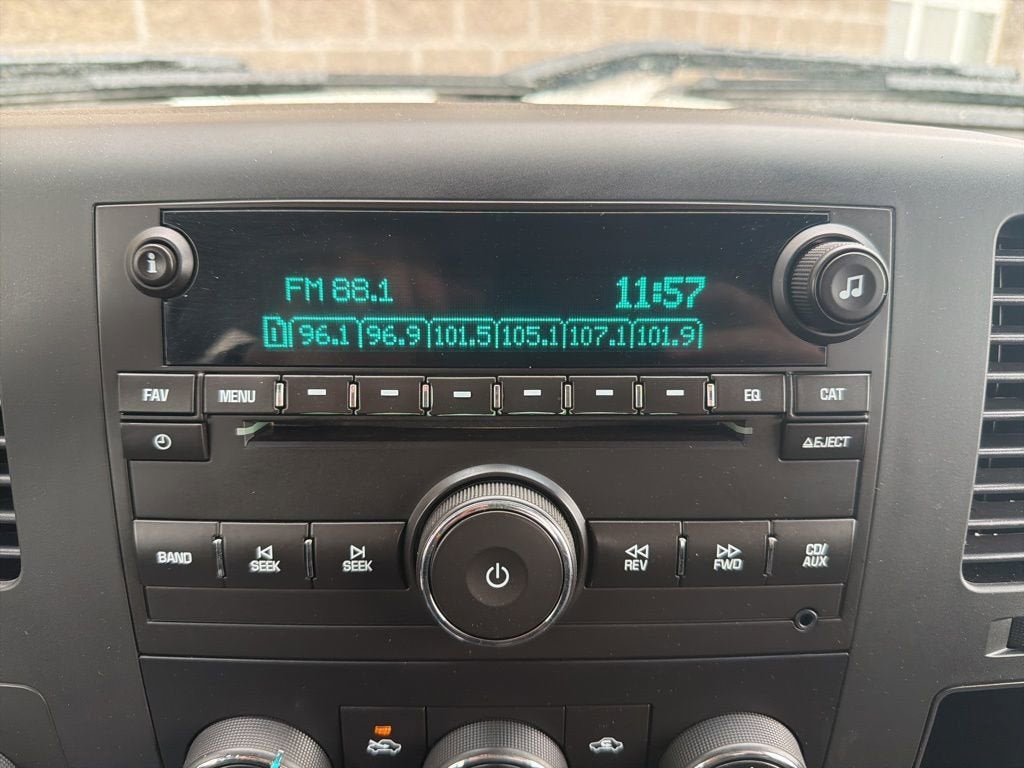 FM 88.1 11:57
1 96.1 96.9 101.5 105.1 107.1 101.9
FAV MENU EQ CAT
EJECT
BAND SEEK SEEK REV FWD CD/
AUX